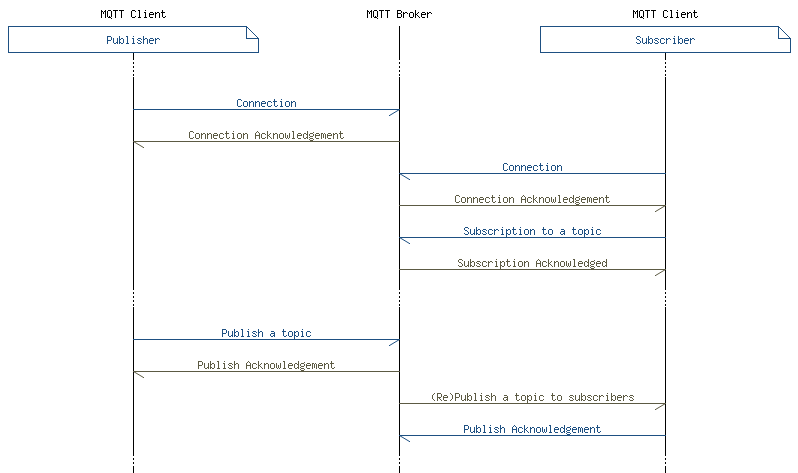 MQTT Client MQTT Broker MQTT Client
Publisher Subscriber
Connection
Connection Acknowledgement
Connection
Connection Acknowledgement
Subscription to a topic
Subscription Acknowledged
Publish a topic
Publish Acknowledgement
(Re)Publish a topic to subscribers
Publish Acknowledgement